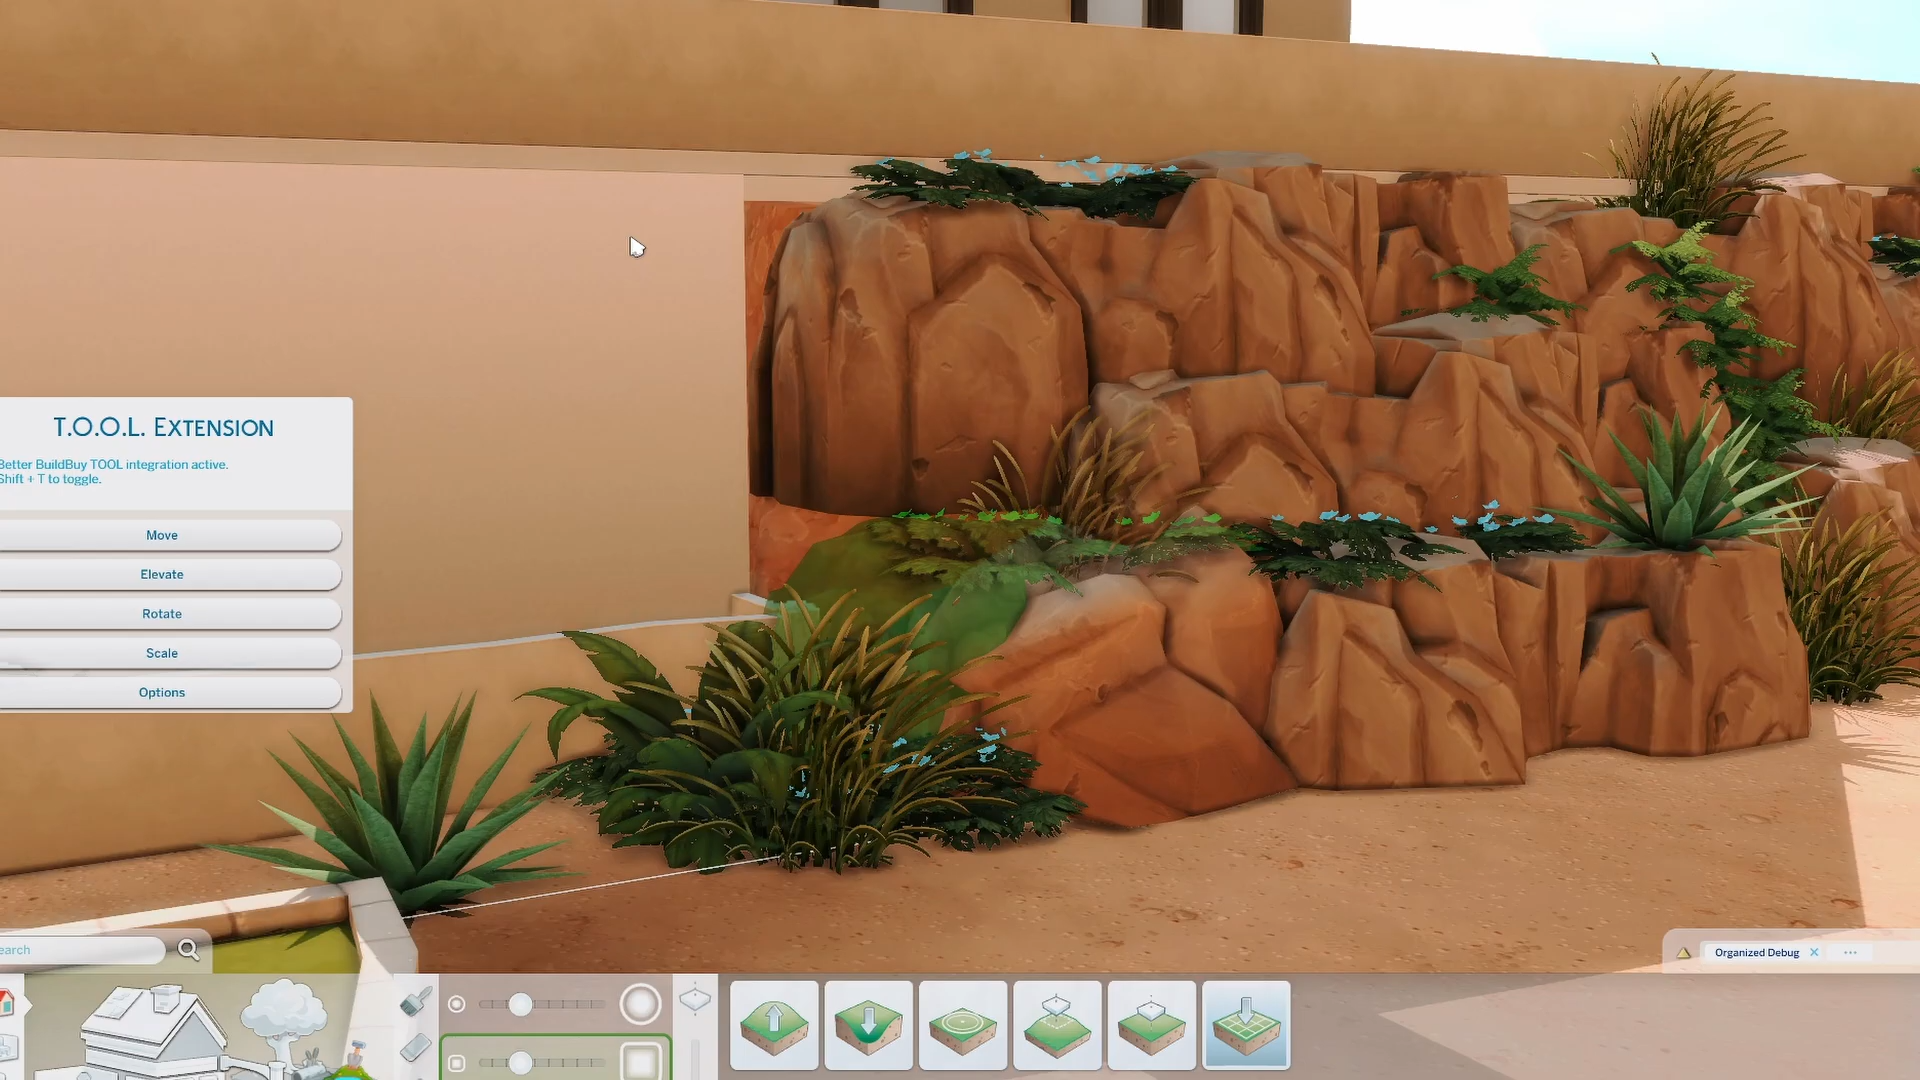 T.O.O.L. Extension
Better BuildBuy TOOL integration active.
Shift + T to toggle.
Move
Elevate
Rotate
Scale
Options
earch
Organized Debug